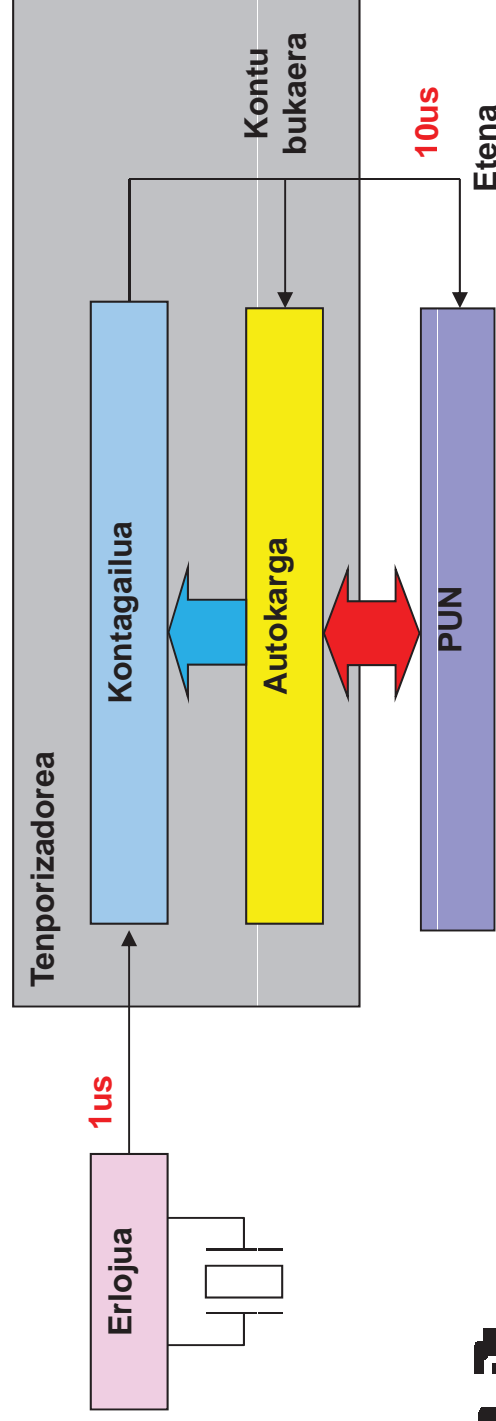 Tenporizadorea
Erlojua
1us
Kontagailua
Kontu
bukaera
Autokarga
10us
PUN
Etena